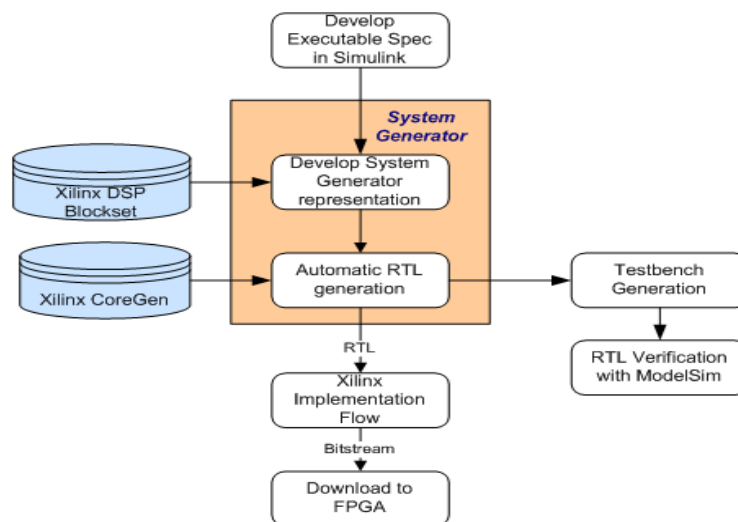 Develop
Executable Spec
in Simulink
System
Generator
Xilinx DSP
Blockset
Develop System
Generator
representation
Xilinx CoreGen
Automatic RTL
generation
Testbench
Generation
RTL
RTL Verification
with ModelSim
Xilinx
Implementation
Flow
Bitstream
Download to
FPGA